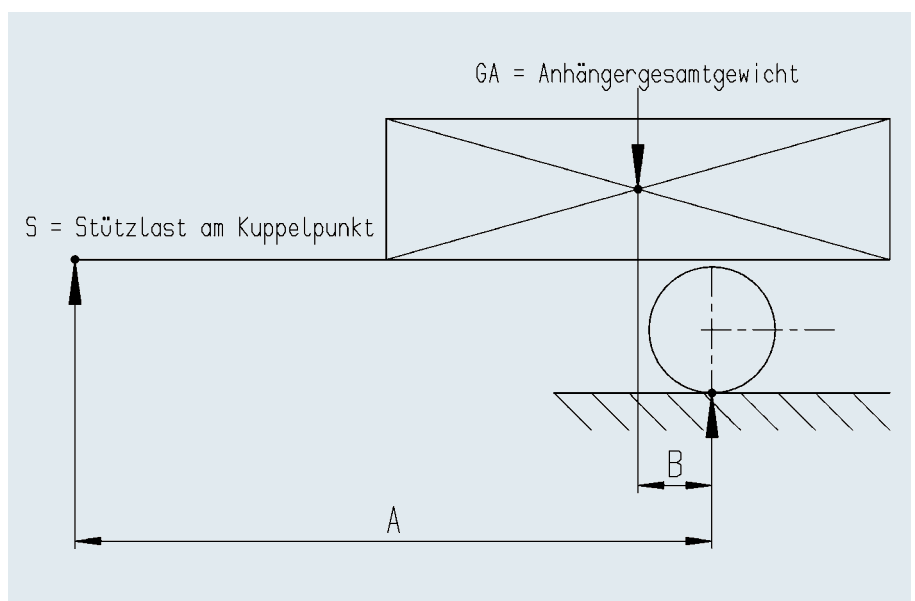 GA = Anhängergesamtgewicht
S = Stützlast am Kuppelpunkt
B
A